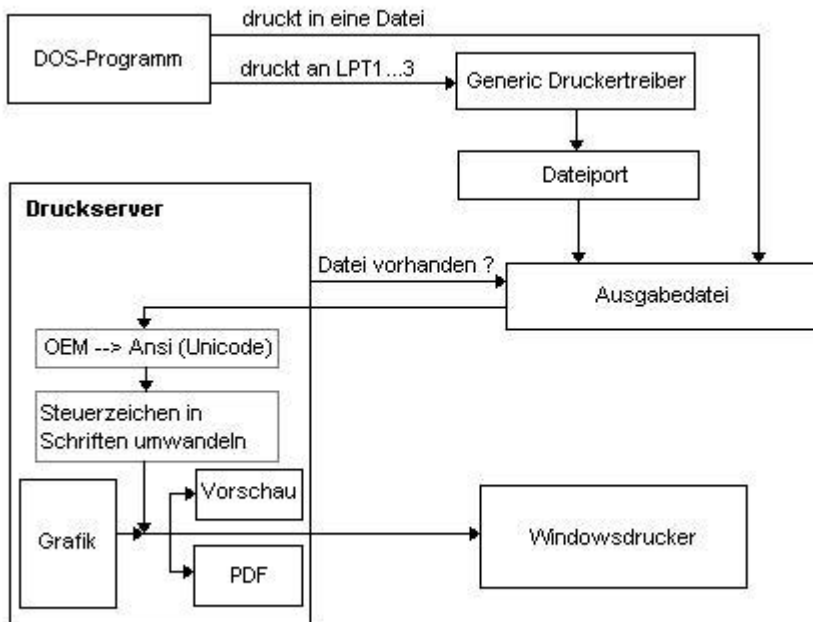 druckt in eine Datei
DOS-Programm
druckt an LPT1...3
Generic Druckertreiber
Dateiport
Druckserver
Datei vorhanden ?
Ausgabedatei
OEM --> Ansi (Unicode)
Steuerzeichen in
Schriften umwandeln
Vorschau
Grafik
Windowsdrucker
PDF